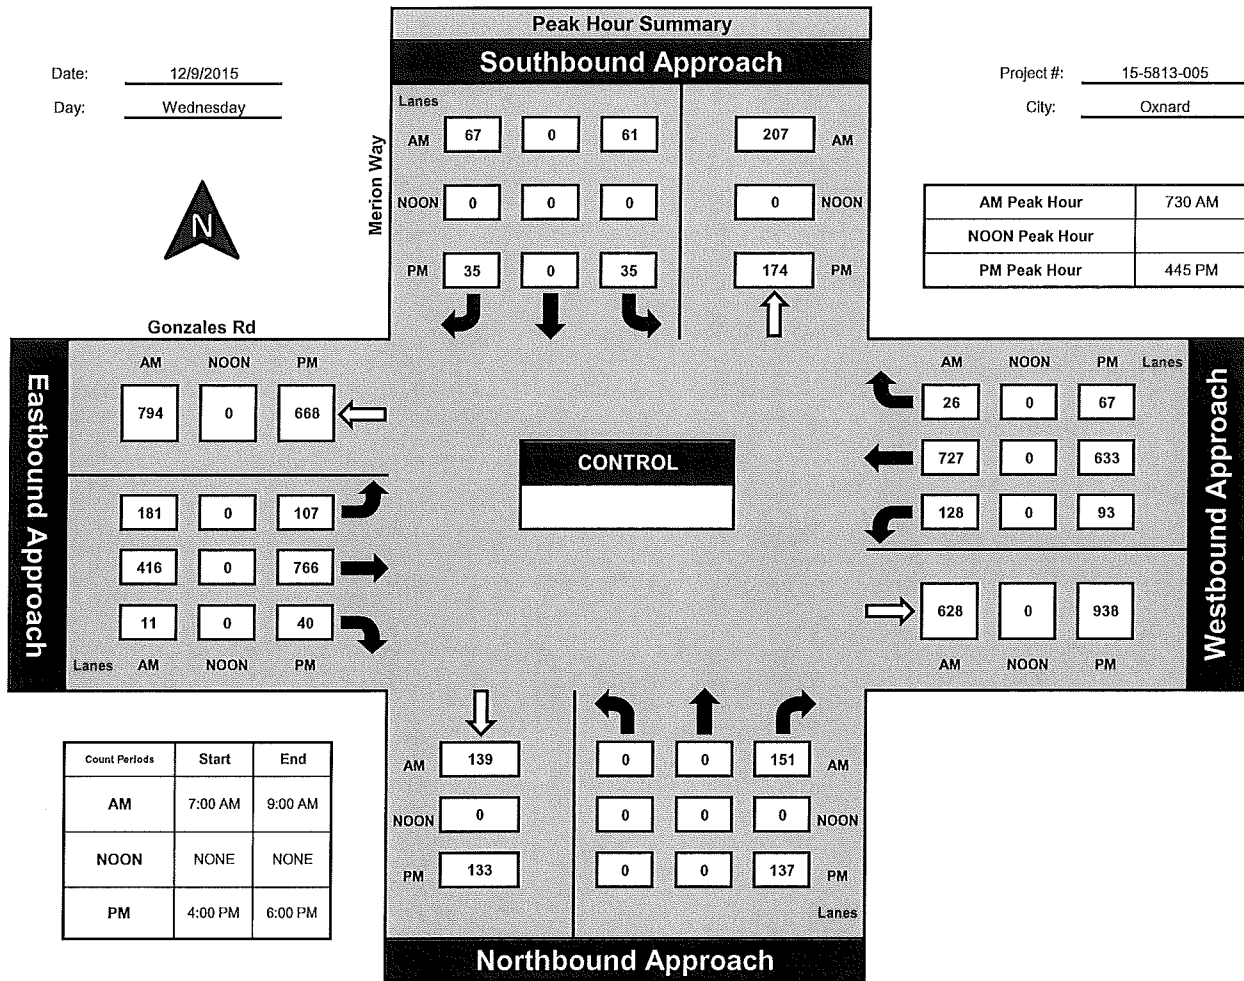 Peak Hour Summary
Southbound Approach
Date: 12/9/2015
Day: Wednesday
Project #: 15-5813-005
City: Oxnard
Merion Way
Lanes
AM 67 0 61 207 AM
NOON 0 0 0 0 NOON
PM 35 0 35 174 PM
N
AM Peak Hour 730 AM
NOON Peak Hour
PM Peak Hour 445 PM
Gonzales Rd
Eastbound Approach
AM NOON PM
794 0 668
181 0 107
416 0 766
11 0 40
Lanes AM NOON PM
CONTROL
AM NOON PM Lanes
26 0 67
727 0 633
128 0 93
628 0 938
AM NOON PM
Westbound Approach
Count Periods Start End
AM 7:00 AM 9:00 AM
NOON NONE NONE
PM 4:00 PM 6:00 PM
AM 139 0 0 151 AM
NOON 0 0 0 0 NOON
PM 133 0 0 137 PM
Lanes
Northbound Approach